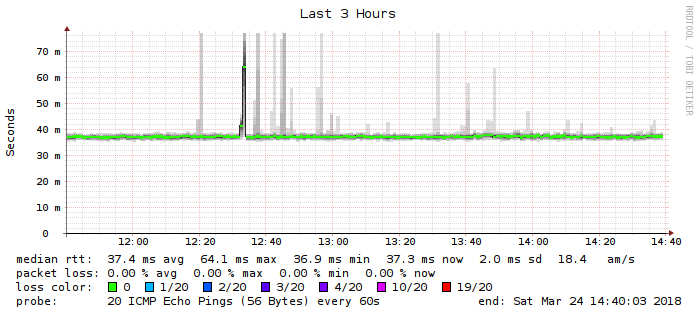 Last 3 Hours
RRDTOOL / TOBI OETIKER
Seconds
70 m
60 m
50 m
40 m
30 m
20 m
10 m
0
12:00 12:20 12:40 13:00 13:20 13:40 14:00 14:20 14:40
median rtt: 37.4 ms avg 64.1 ms max 36.9 ms min 37.3 ms now 2.0 ms sd 18.4 am/s
packet loss: 0.00 % avg 0.00 % max 0.00 % min 0.00 % now
loss color: 0 1/20 2/20 3/20 4/20 10/20 19/20
probe: 20 ICMP Echo Pings (56 Bytes) every 60s end: Sat Mar 24 14:40:03 2018